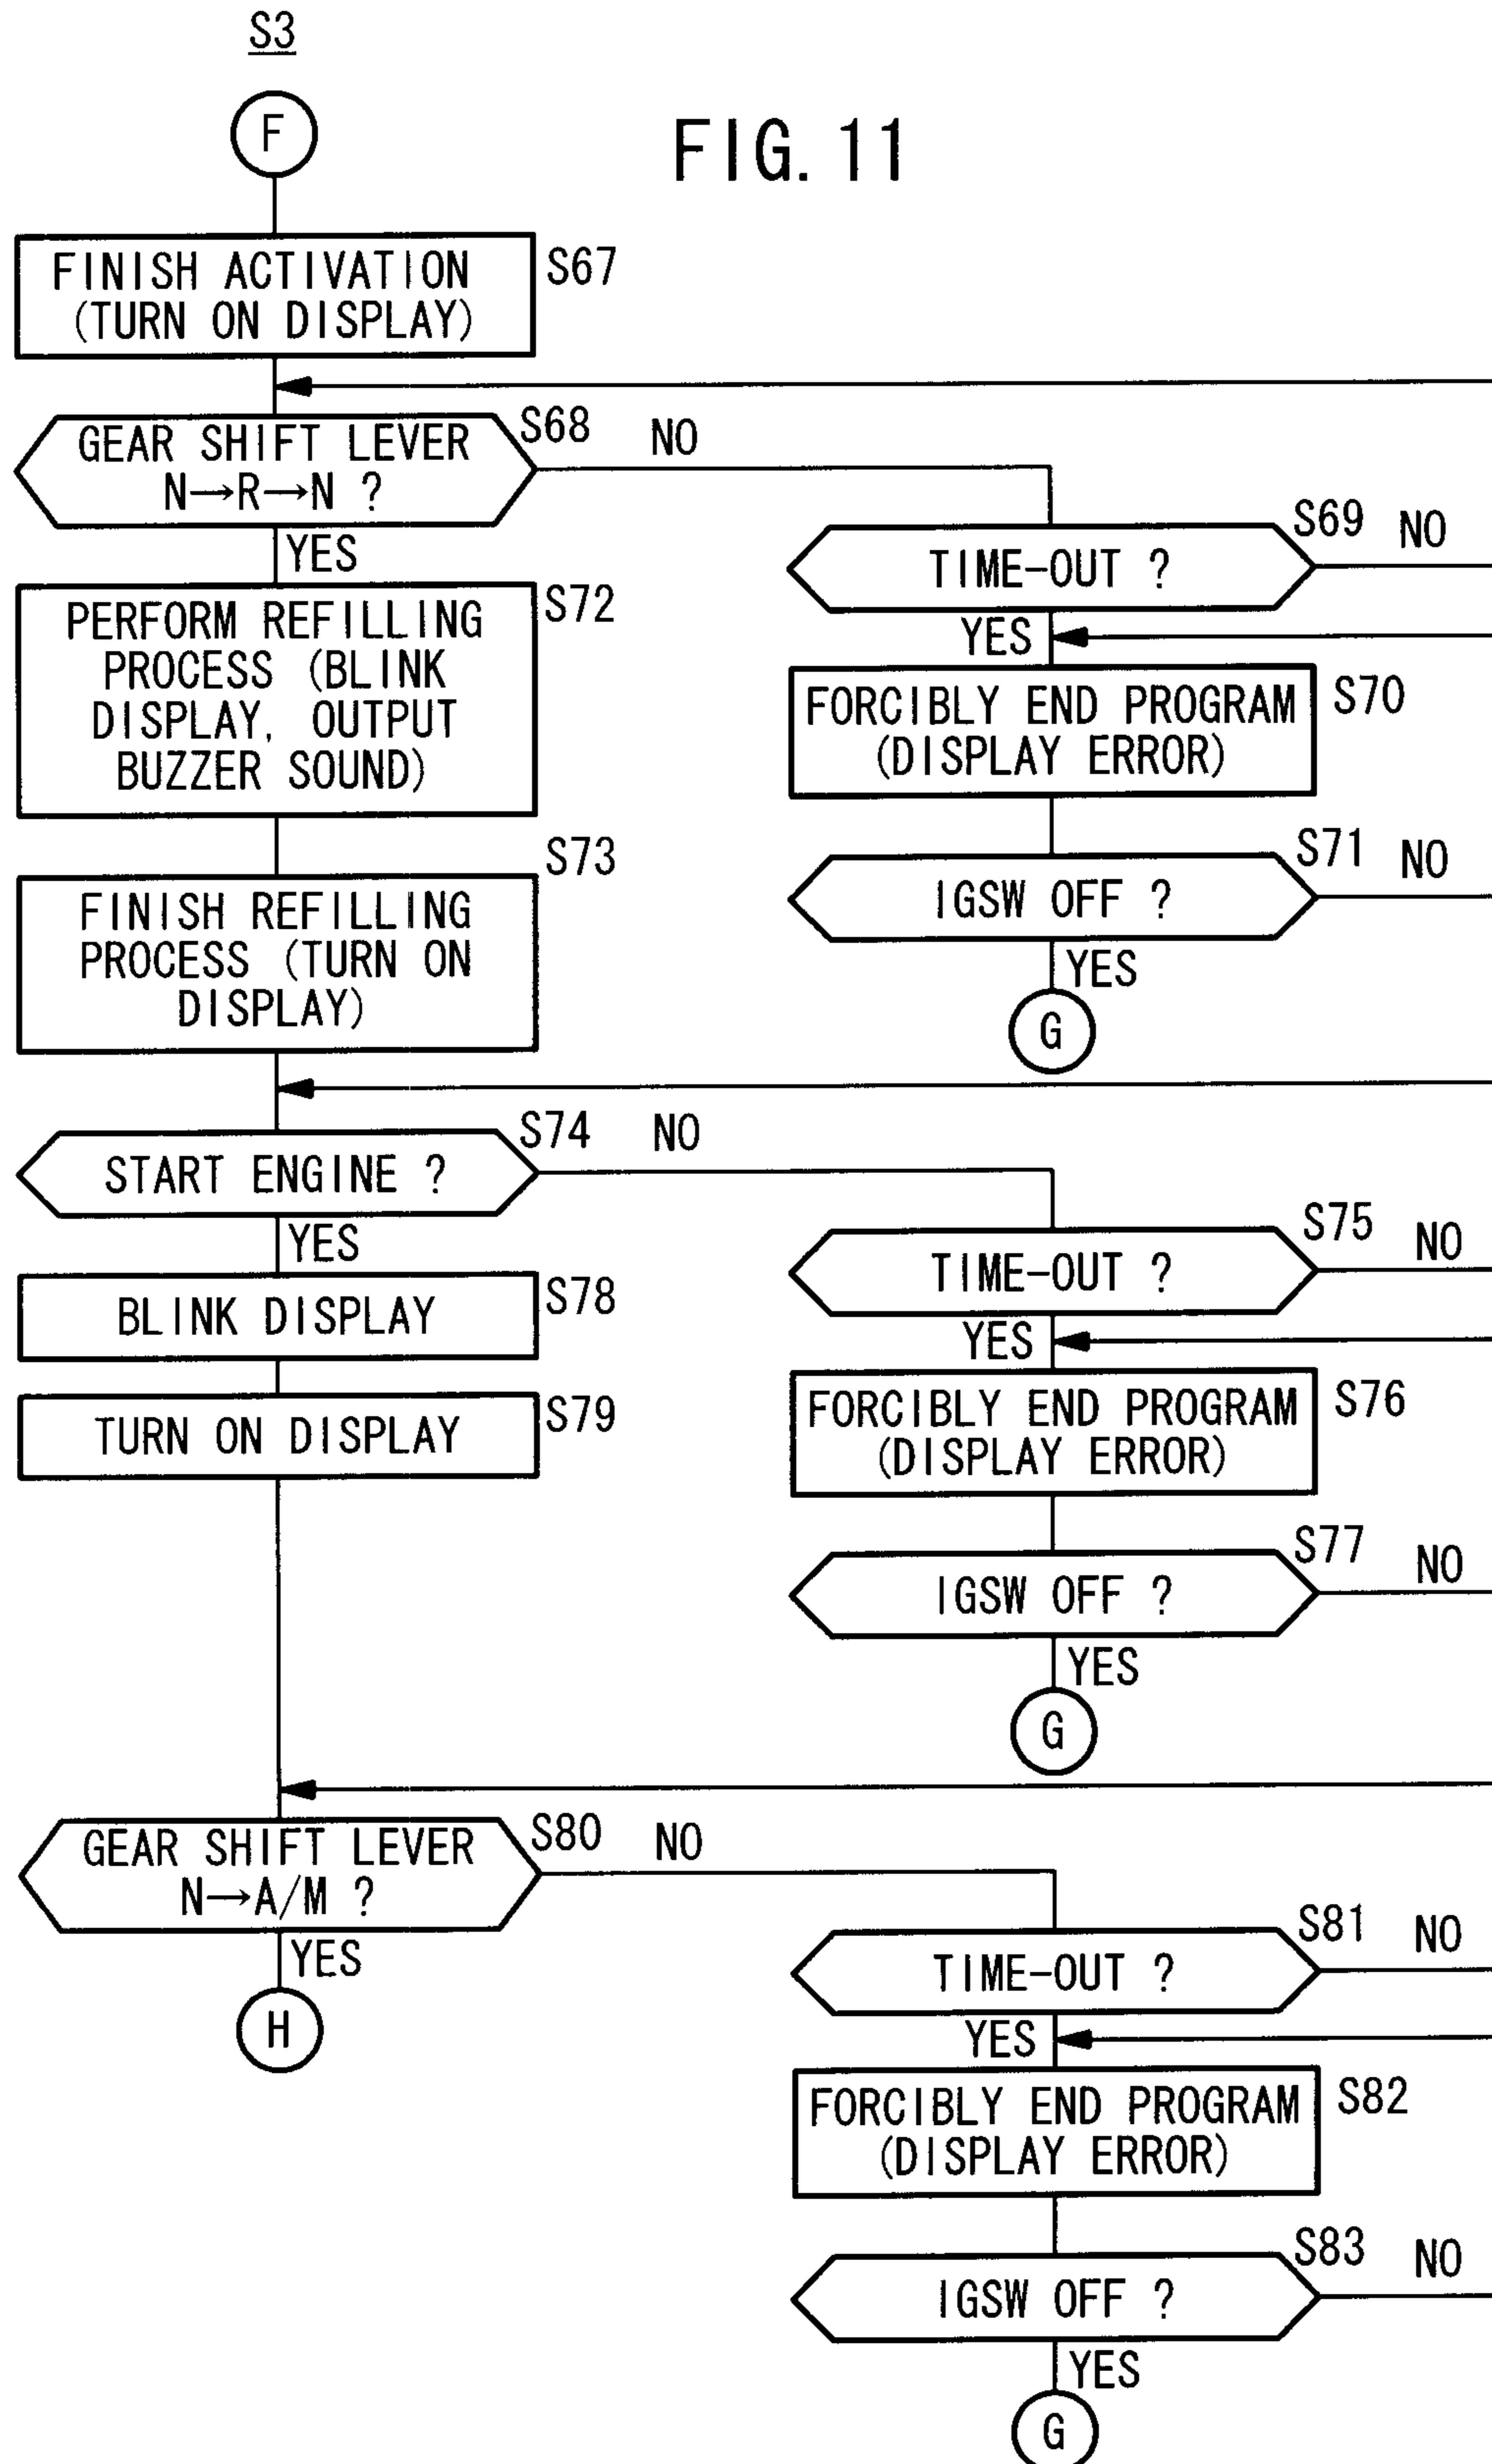 S3
F
FIG. 11
FINISH ACTIVATION
(TURN ON DISPLAY)
S67
GEAR SHIFT LEVER
N→R→N ?
S68
NO
YES
TIME-OUT ?
S69
NO
YES
PERFORM REFILLING
PROCESS (BLINK
DISPLAY, OUTPUT
BUZZER SOUND)
S72
FORCIBLY END PROGRAM
(DISPLAY ERROR)
S70
FINISH REFILLING
PROCESS (TURN ON
DISPLAY)
S73
IGSW OFF ?
S71
NO
YES
G
START ENGINE ?
S74
NO
YES
TIME-OUT ?
S75
NO
YES
BLINK DISPLAY
S78
TURN ON DISPLAY
S79
FORCIBLY END PROGRAM
(DISPLAY ERROR)
S76
IGSW OFF ?
S77
NO
YES
G
GEAR SHIFT LEVER
N→A/M ?
S80
NO
YES
H
TIME-OUT ?
S81
NO
YES
FORCIBLY END PROGRAM
(DISPLAY ERROR)
S82
IGSW OFF ?
S83
NO
YES
G